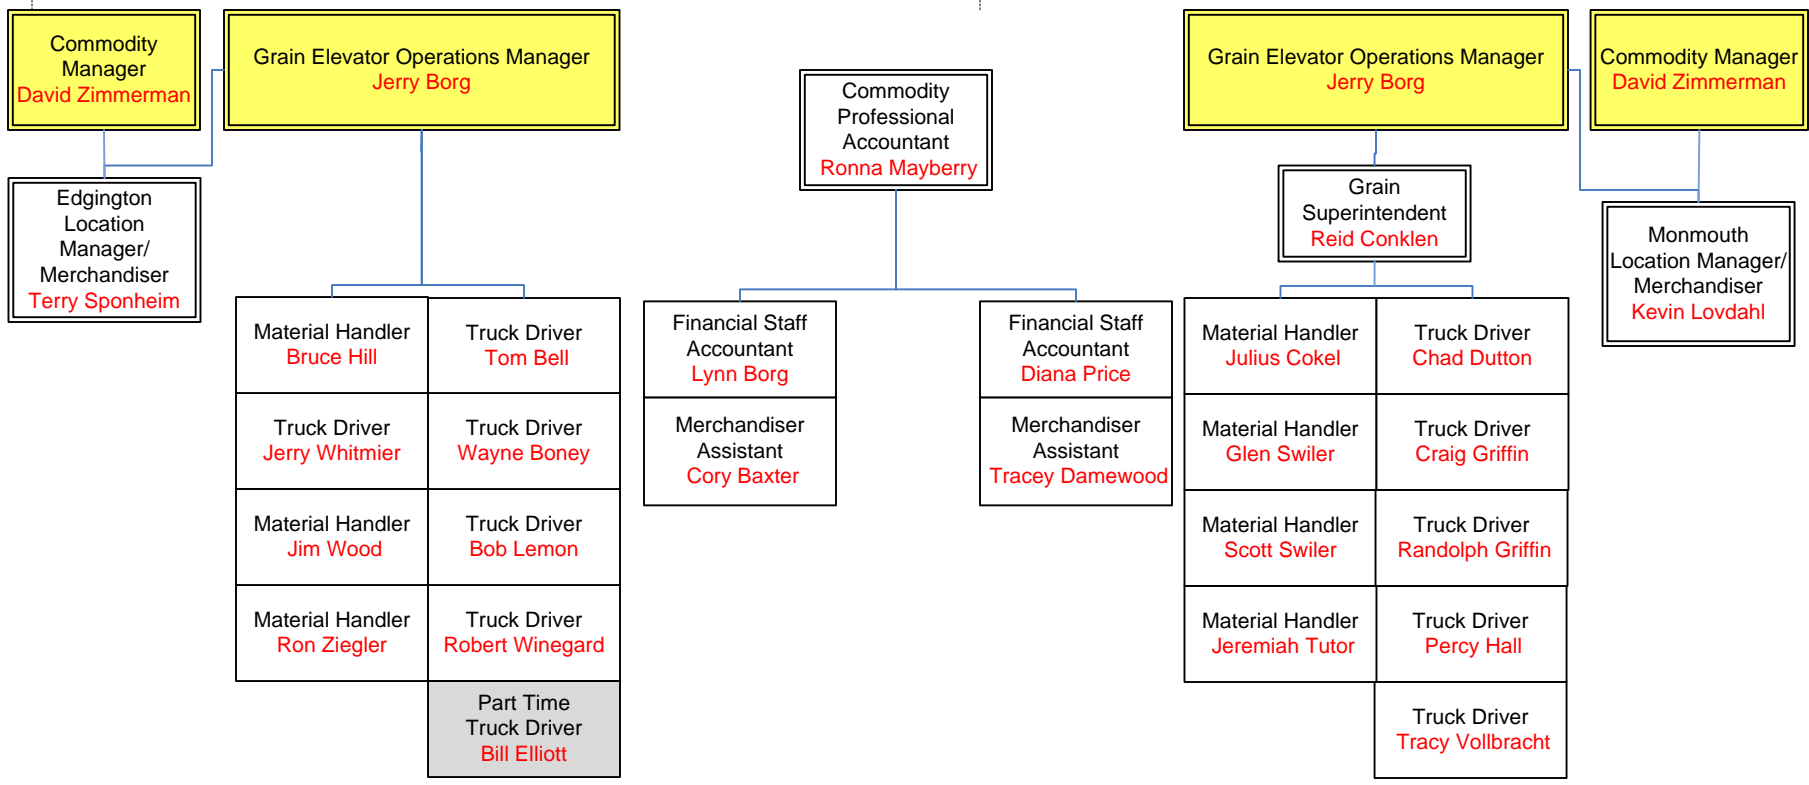 Commodity
Manager
David Zimmerman
Grain Elevator Operations Manager
Jerry Borg
Edgington
Location
Manager/
Merchandiser
Terry Sponheim
Material Handler
Bruce Hill
Truck Driver
Tom Bell
Truck Driver
Jerry Whitmier
Truck Driver
Wayne Boney
Material Handler
Jim Wood
Truck Driver
Bob Lemon
Material Handler
Ron Ziegler
Truck Driver
Robert Winegard
Part Time
Truck Driver
Bill Elliott
Commodity
Professional
Accountant
Ronna Mayberry
Financial Staff
Accountant
Lynn Borg
Financial Staff
Accountant
Diana Price
Merchandiser
Assistant
Cory Baxter
Merchandiser
Assistant
Tracey Damewood
Grain Elevator Operations Manager
Jerry Borg
Commodity Manager
David Zimmerman
Grain
Superintendent
Reid Conklen
Monmouth
Location Manager/
Merchandiser
Kevin Lovdahl
Material Handler
Julius Cokel
Truck Driver
Chad Dutton
Material Handler
Glen Swiler
Truck Driver
Craig Griffin
Material Handler
Scott Swiler
Truck Driver
Randolph Griffin
Material Handler
Jeremiah Tutor
Truck Driver
Percy Hall
Truck Driver
Tracy Vollbracht